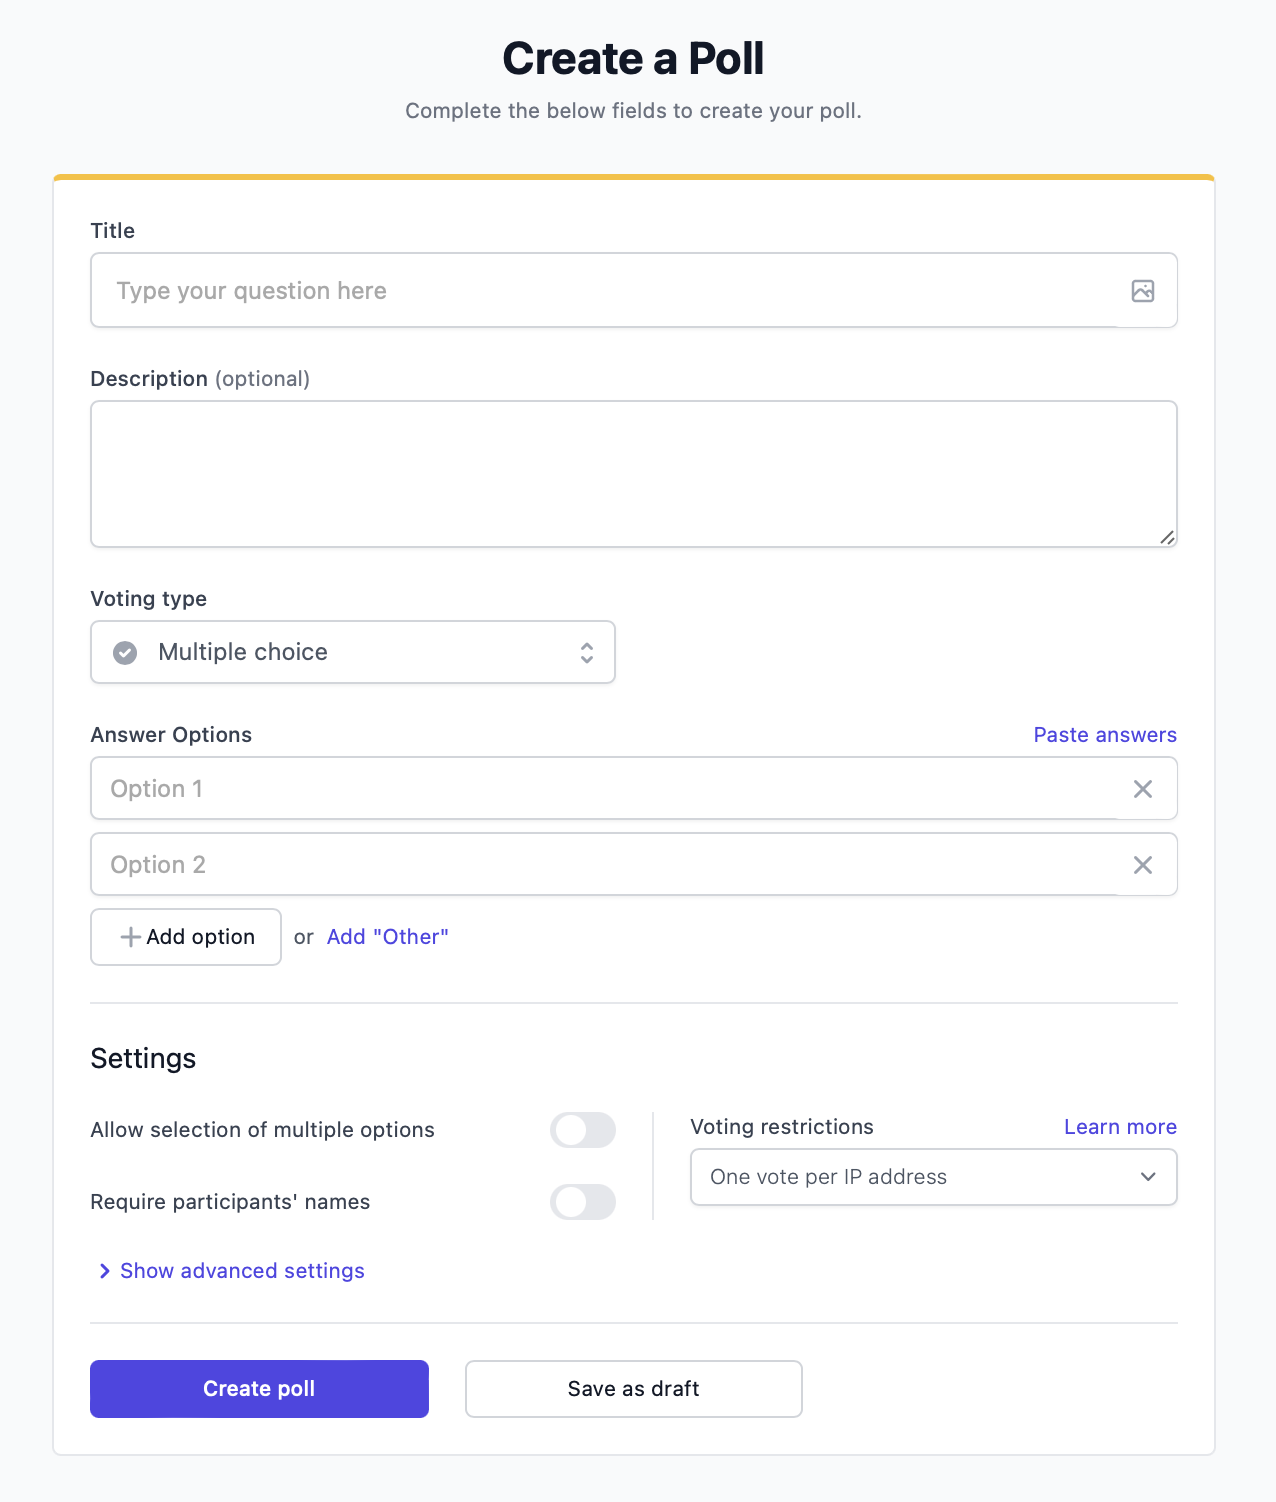 Create a Poll
Complete the below fields to create your poll.
Title
Type your question here
Description (optional)
Voting type
Multiple choice
Answer Options Paste answers
Option 1
Option 2
Add option or Add "Other"
Settings
Allow selection of multiple options
Require participants' names
Voting restrictions Learn more
One vote per IP address
Show advanced settings
Create poll Save as draft